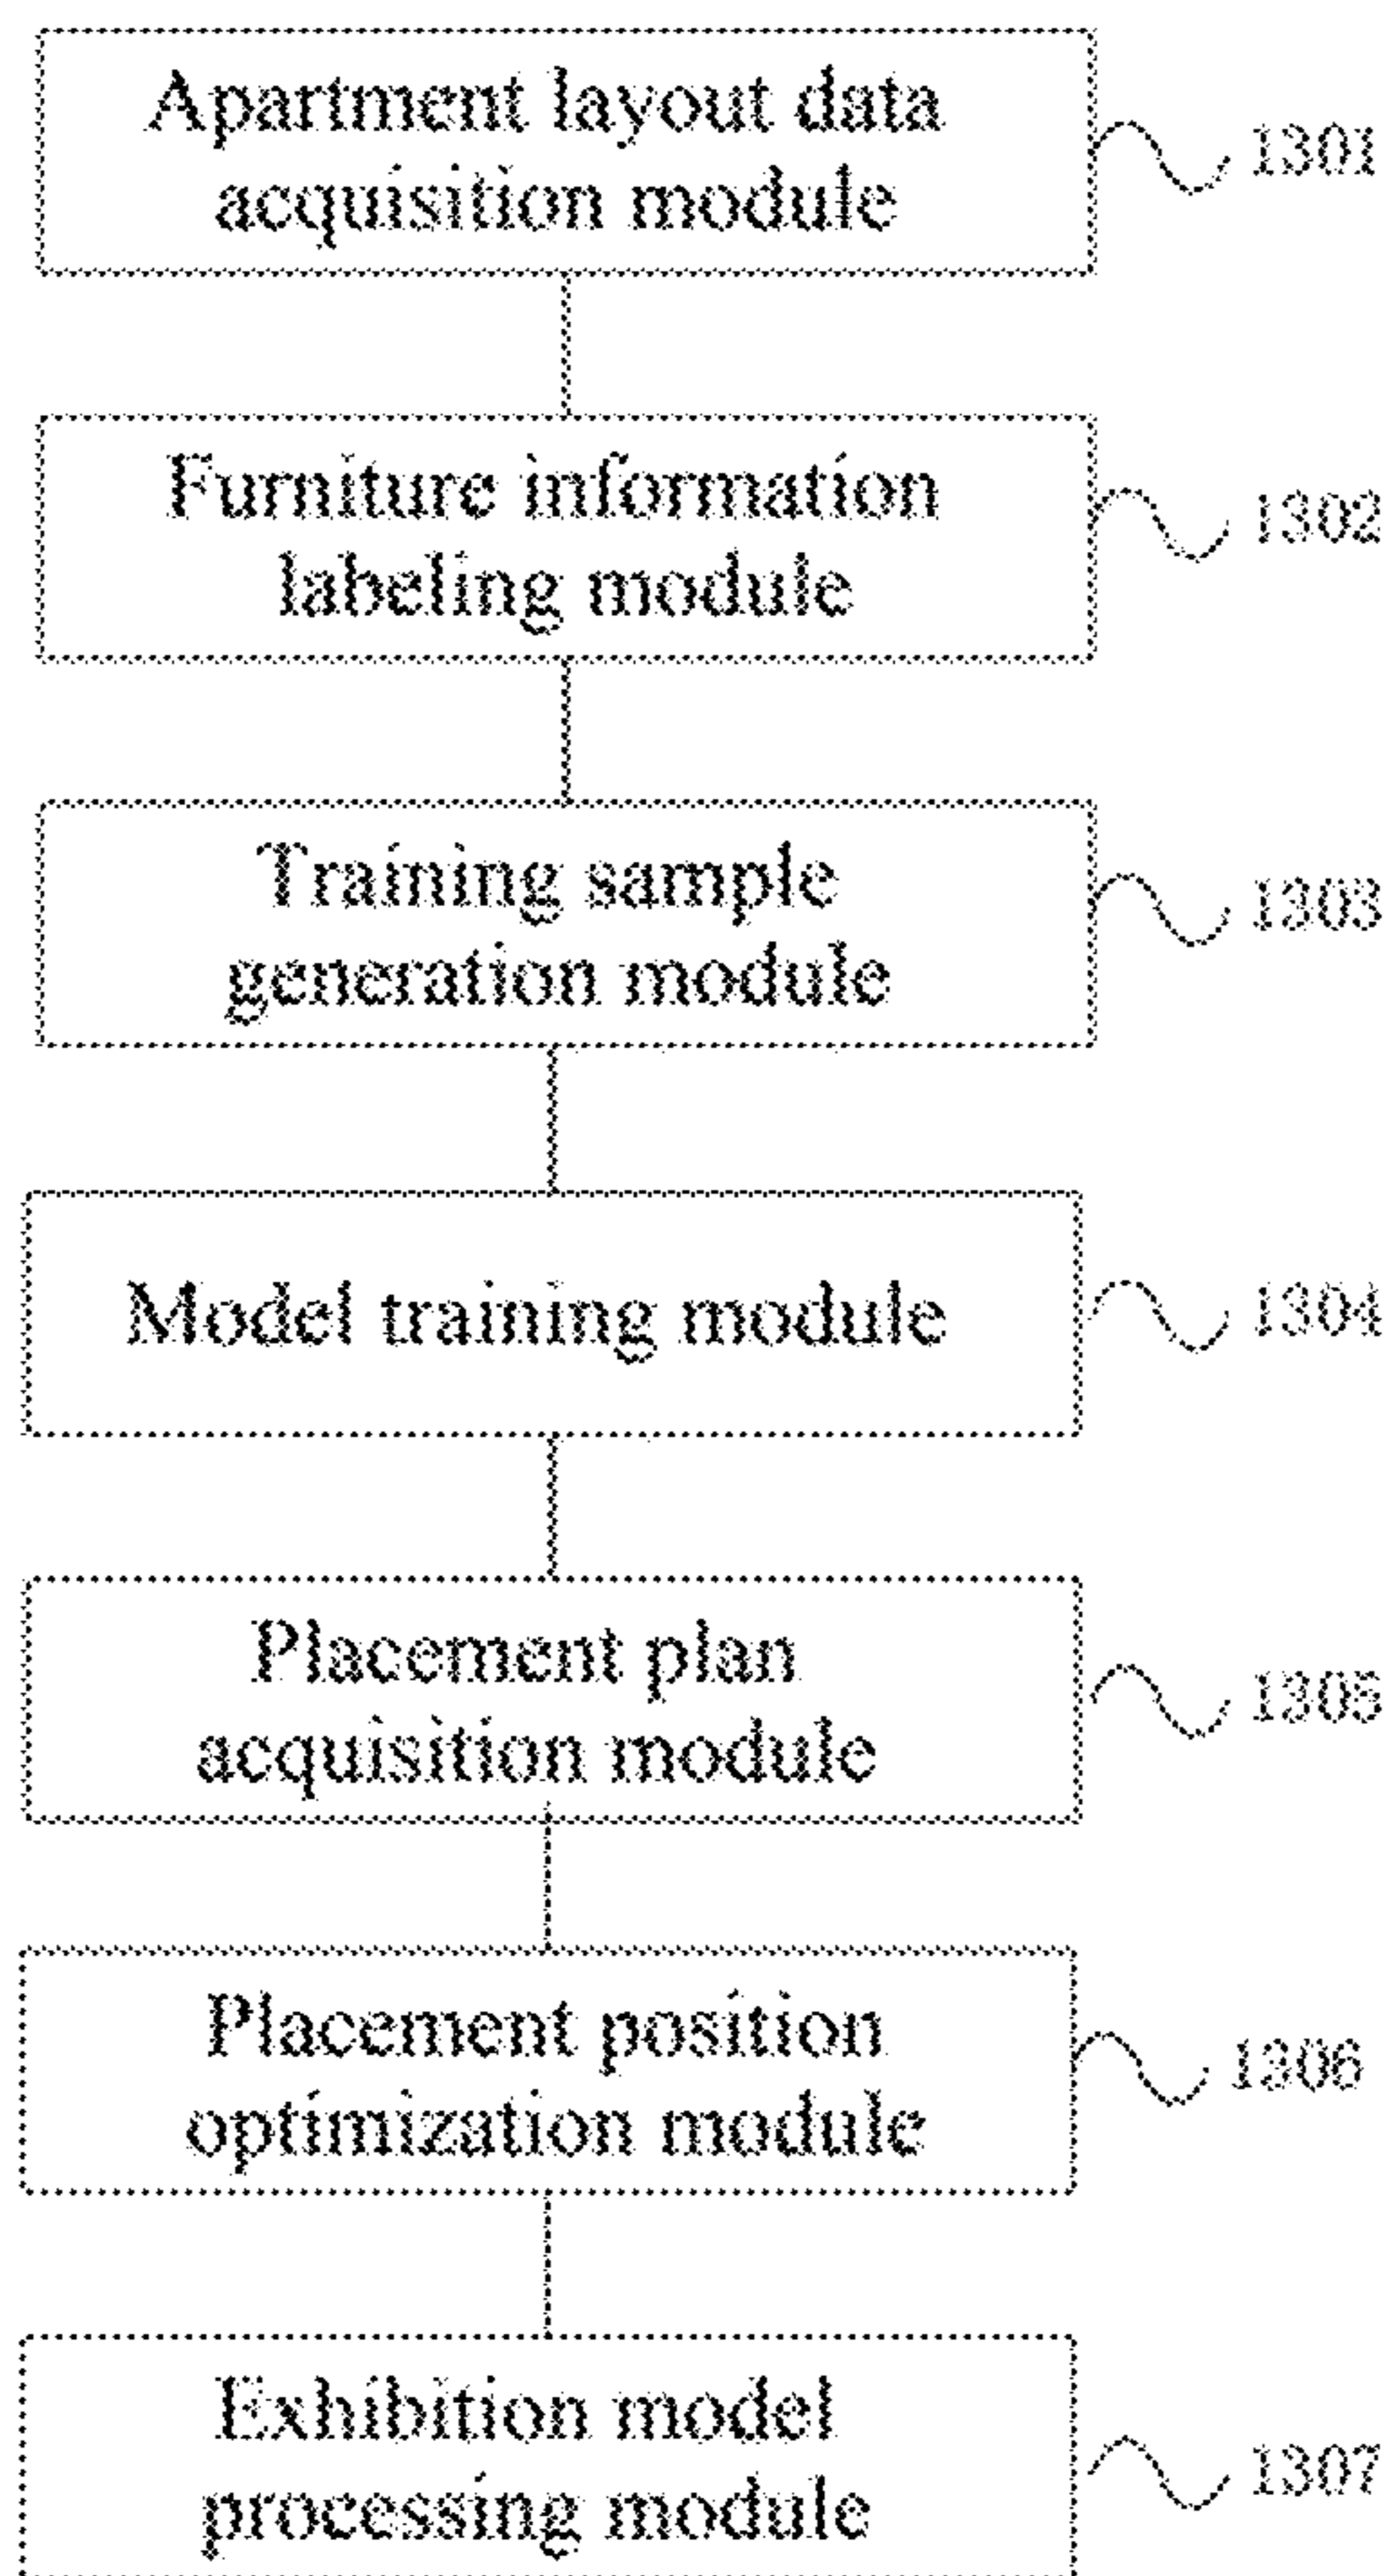 Apartment layout data
acquisition module
1301
Furniture information
labeling module
1302
Training sample
generation module
1303
Model training module
1304
Placement plan
acquisition module
1305
Placement position
optimization module
1306
Exhibition model
processing module
1307